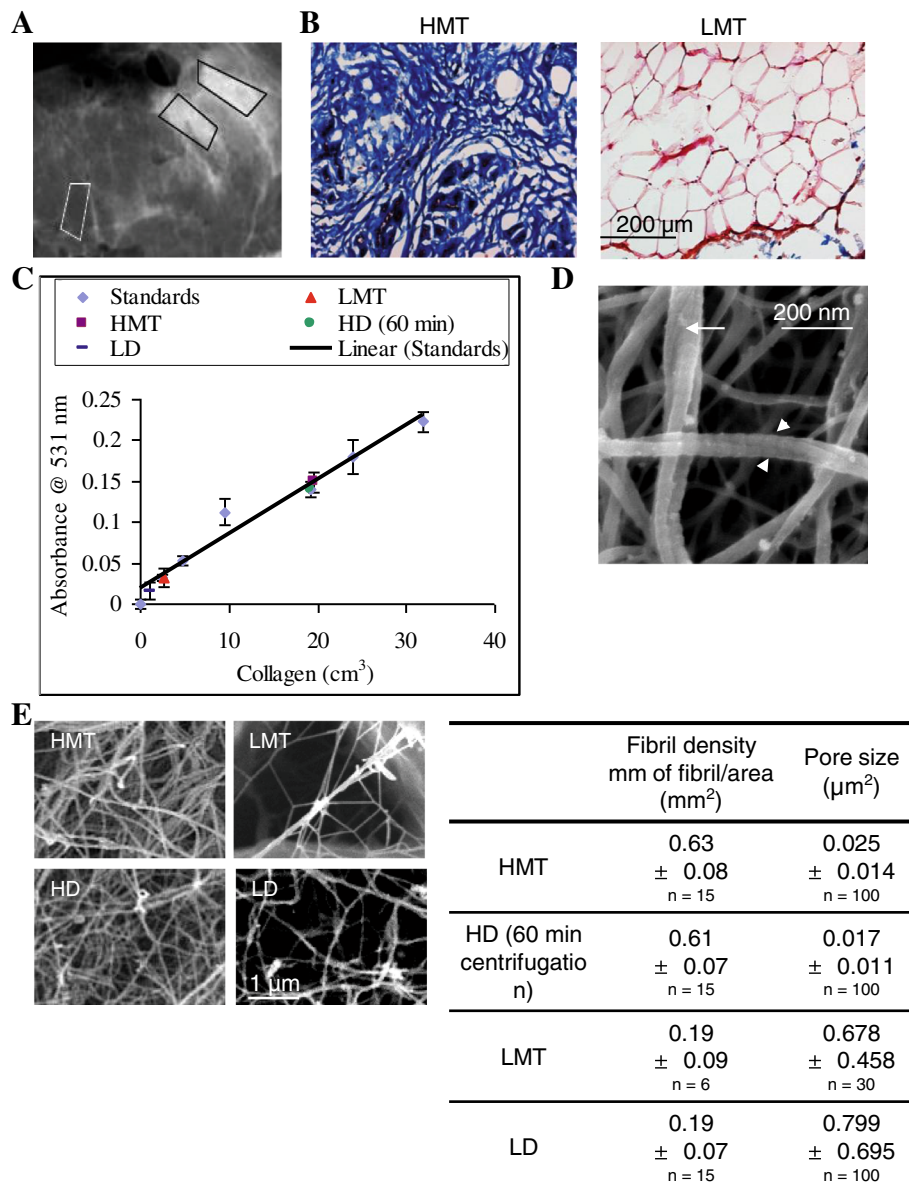 A
B
HMT
LMT
200 µm
C
Standards
LMT
HMT
HD (60 min)
LD
Linear (Standards)
0.25
0.2
0.15
0.1
0.05
0
0
10
20
30
40
Absorbance @ 531 nm
Collagen (cm³)
D
200 nm
E
HMT
LMT
HD
LD
1 µm
Fibril density
mm of fibril/area
(mm²)
Pore size
(µm²)
HMT
0.63
± 0.08
n = 15
0.025
± 0.014
n = 100
HD (60 min
centrifugatio
n)
0.61
± 0.07
n = 15
0.017
± 0.011
n = 100
LMT
0.19
± 0.09
n = 6
0.678
± 0.458
n = 30
LD
0.19
± 0.07
n = 15
0.799
± 0.695
n = 100